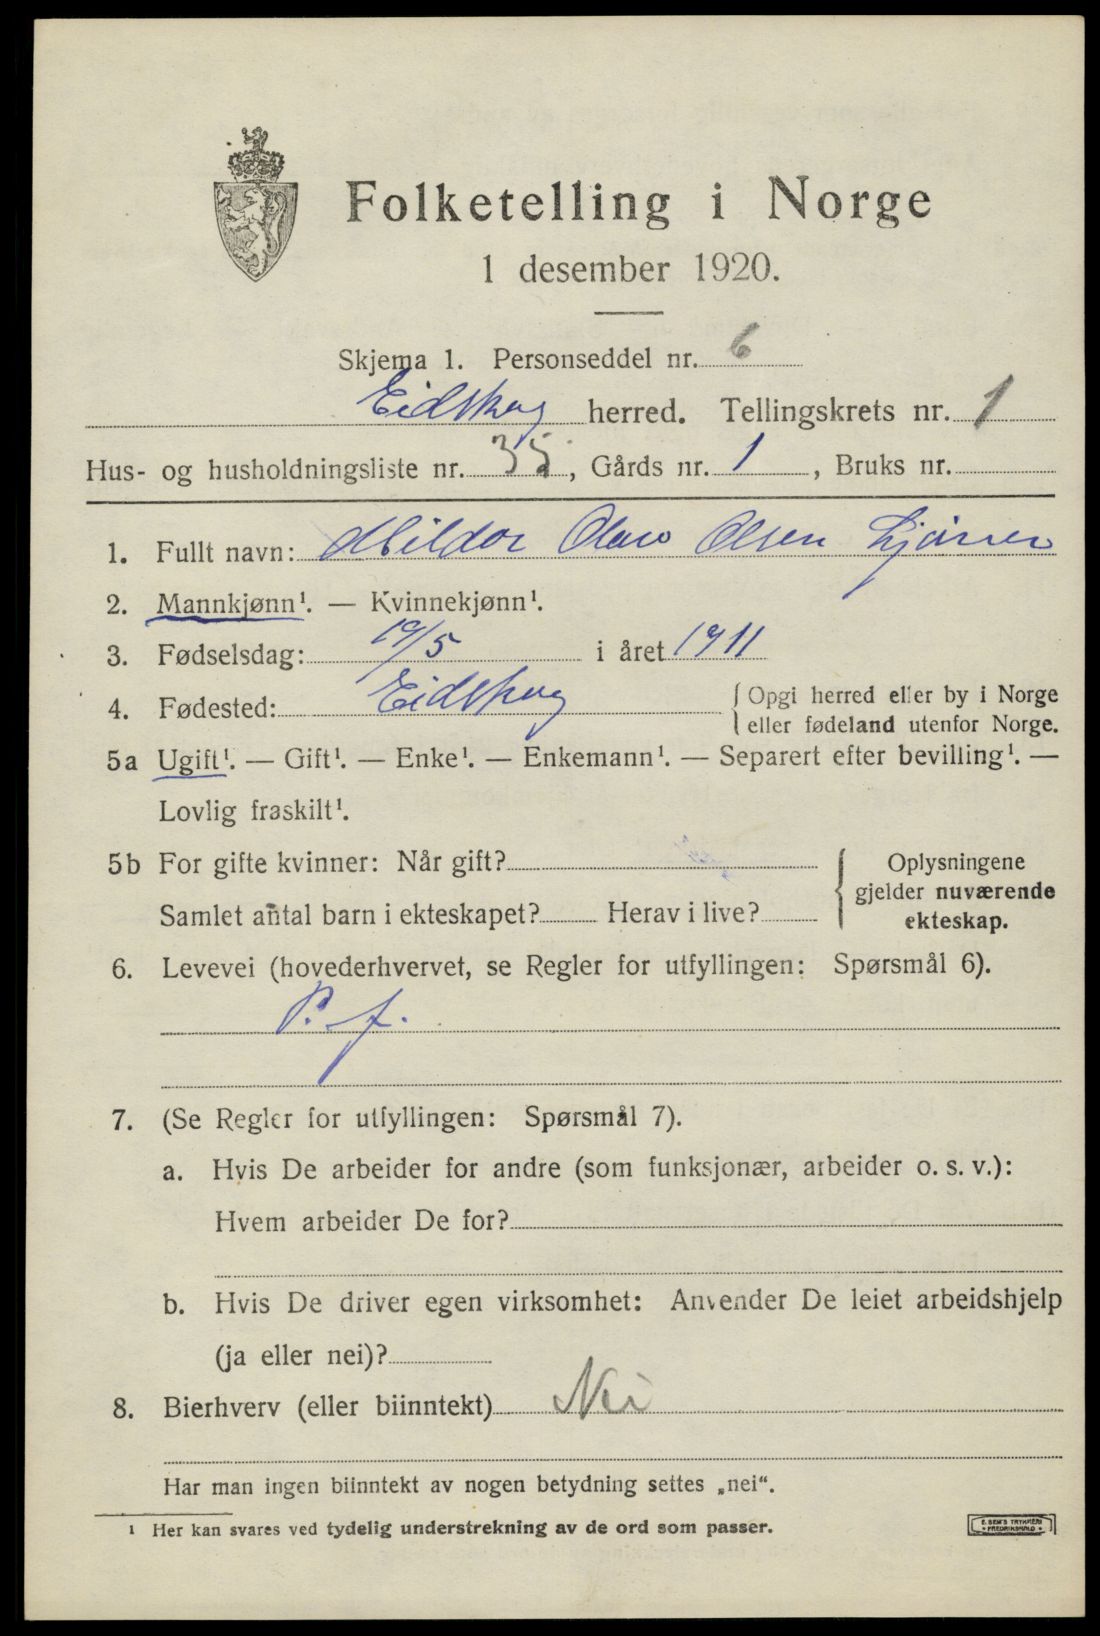 Folketelling i Norge
1 desember 1920.
Skjema 1. Personseddel nr. 6
Eidskog herred. Tellingskrets nr. 1
Hus- og husholdningsliste nr. 35, Gårds nr. 1, Bruks nr.
1. Fullt navn: Mildor Olav Olsen
2. Mannkjønn¹. — Kvinnekjønn¹.
3. Fødselsdag: 19/5 i året 1911
4. Fødested: Eidskog { Opgi herred eller by i Norge
eller fødeland utenfor Norge.
5a Ugift¹. — Gift¹. — Enke¹. — Enkemann¹. — Separert efter bevilling¹. —
Lovlig fraskilt¹.
5b For gifte kvinner: Når gift? { Oplysningene
gjelder nuværende
Samlet antal barn i ekteskapet? Herav i live? ekteskap.
6. Levevei (hovederhvervet, se Regler for utfyllingen: Spørsmål 6).
P. f.
7. (Se Regler for utfyllingen: Spørsmål 7).
a. Hvis De arbeider for andre (som funksjonær, arbeider o. s. v.):
Hvem arbeider De for?
b. Hvis De driver egen virksomhet: Anvender De leiet arbeidshjelp
(ja eller nei)?
8. Bierhverv (eller biinntekt) Nei
Har man ingen biinntekt av nogen betydning settes „nei“.
¹ Her kan svares ved tydelig understrekning av de ord som passer.
E. SEM'S TRYKKERI
FREDRIKSHALD